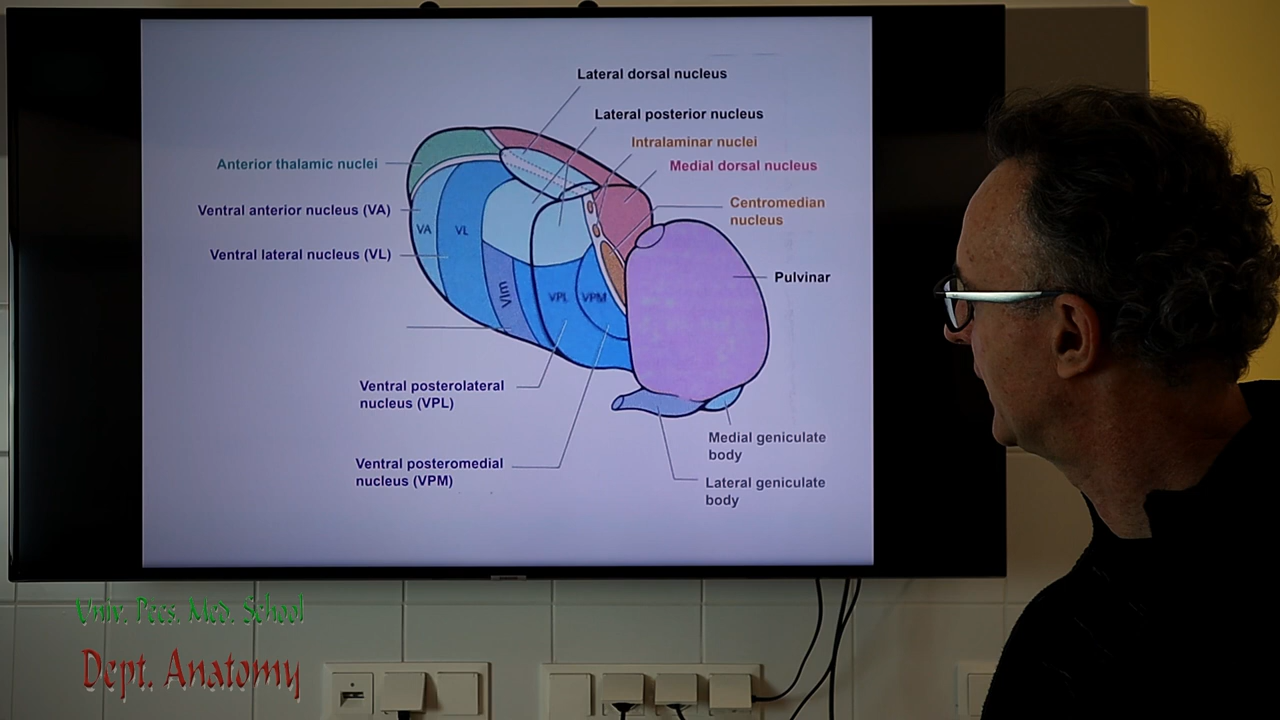 Lateral dorsal nucleus
Lateral posterior nucleus
Intralaminar nuclei
Anterior thalamic nuclei
Medial dorsal nucleus
Ventral anterior nucleus (VA)
Centromedian
nucleus
VA
VL
Ventral lateral nucleus (VL)
Pulvinar
VIm
VPL
VPM
Ventral posterolateral
nucleus (VPL)
Medial geniculate
body
Ventral posteromedial
nucleus (VPM)
Lateral geniculate
body
Univ. Pecs. Med. School
Dept. Anatomy